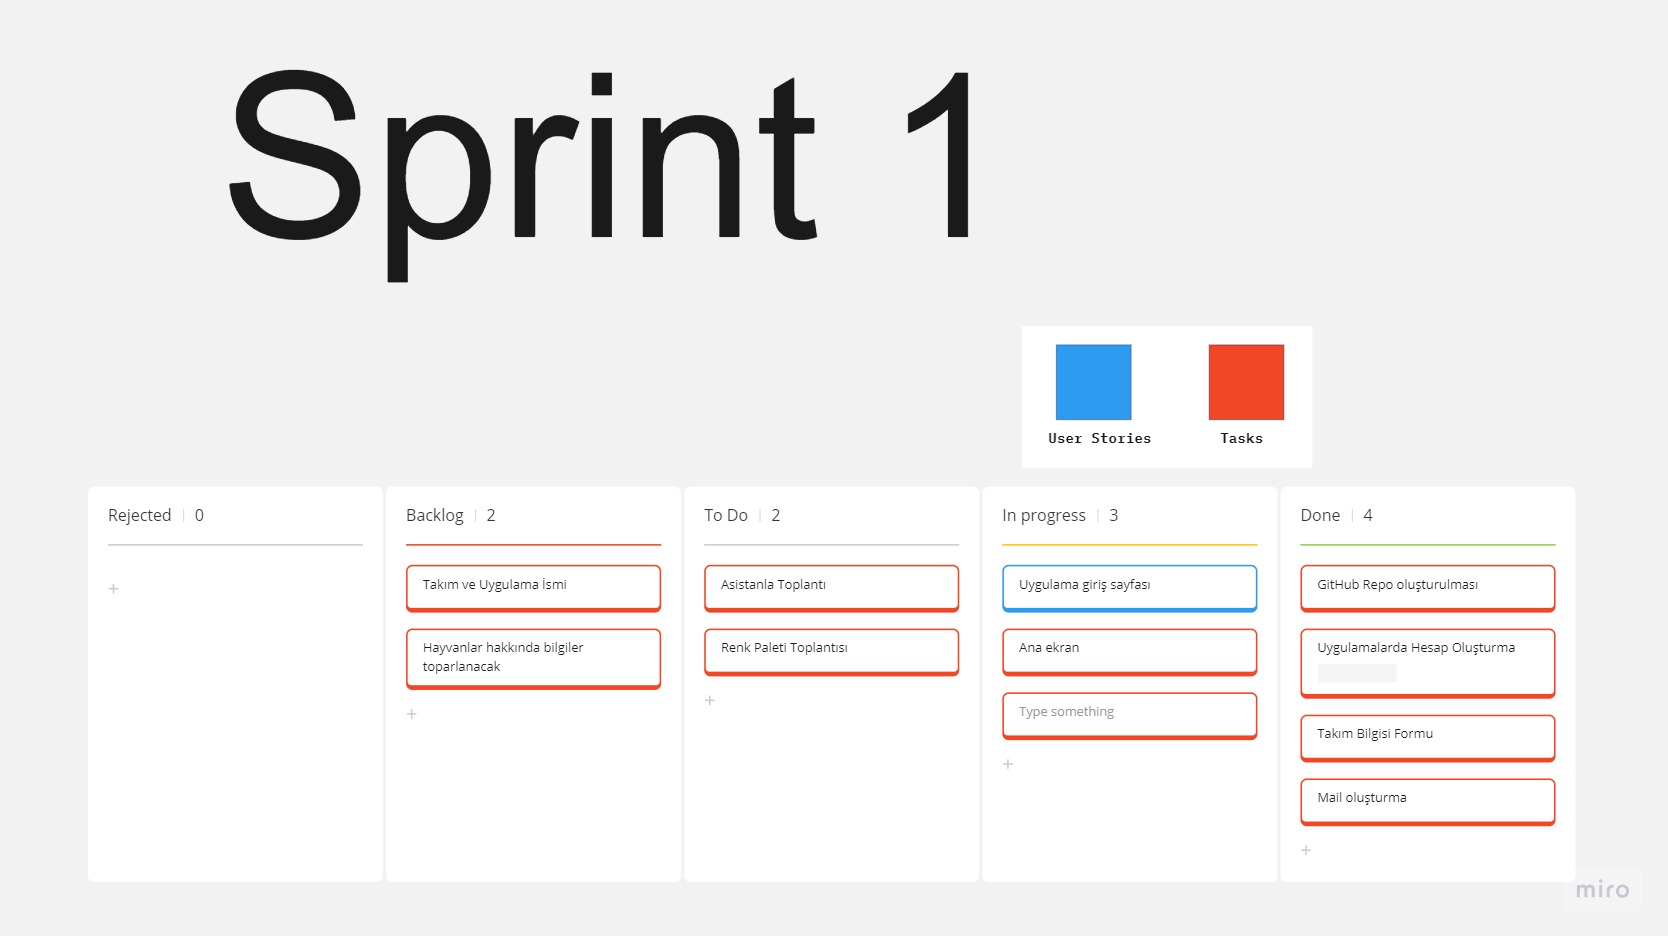 Sprint 1
User Stories
Tasks
Rejected 0
+
Backlog 2
Takım ve Uygulama İsmi
Hayvanlar hakkında bilgiler
toparlanacak
+
To Do 2
Asistanla Toplantı
Renk Paleti Toplantısı
+
In progress 3
Uygulama giriş sayfası
Ana ekran
Type something
+
Done 4
GitHub Repo oluşturulması
Uygulamalarda Hesap Oluşturma
Takım Bilgisi Formu
Mail oluşturma
+
miro